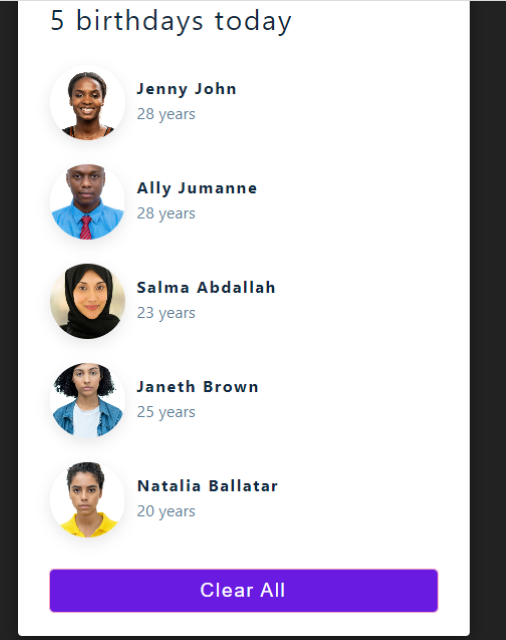 5 birthdays today
Jenny John
28 years
Ally Jumanne
28 years
Salma Abdallah
23 years
Janeth Brown
25 years
Natalia Ballatar
20 years
Clear All